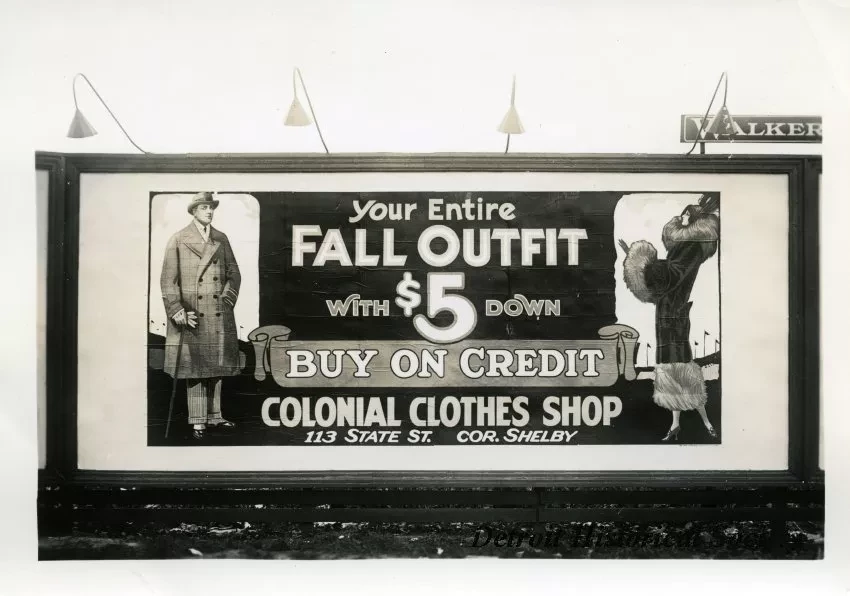 WALKER
Your Entire
FALL OUTFIT
WITH $5 DOWN
BUY ON CREDIT
COLONIAL CLOTHES SHOP
113 STATE ST. COR. SHELBY
Detroit Historical